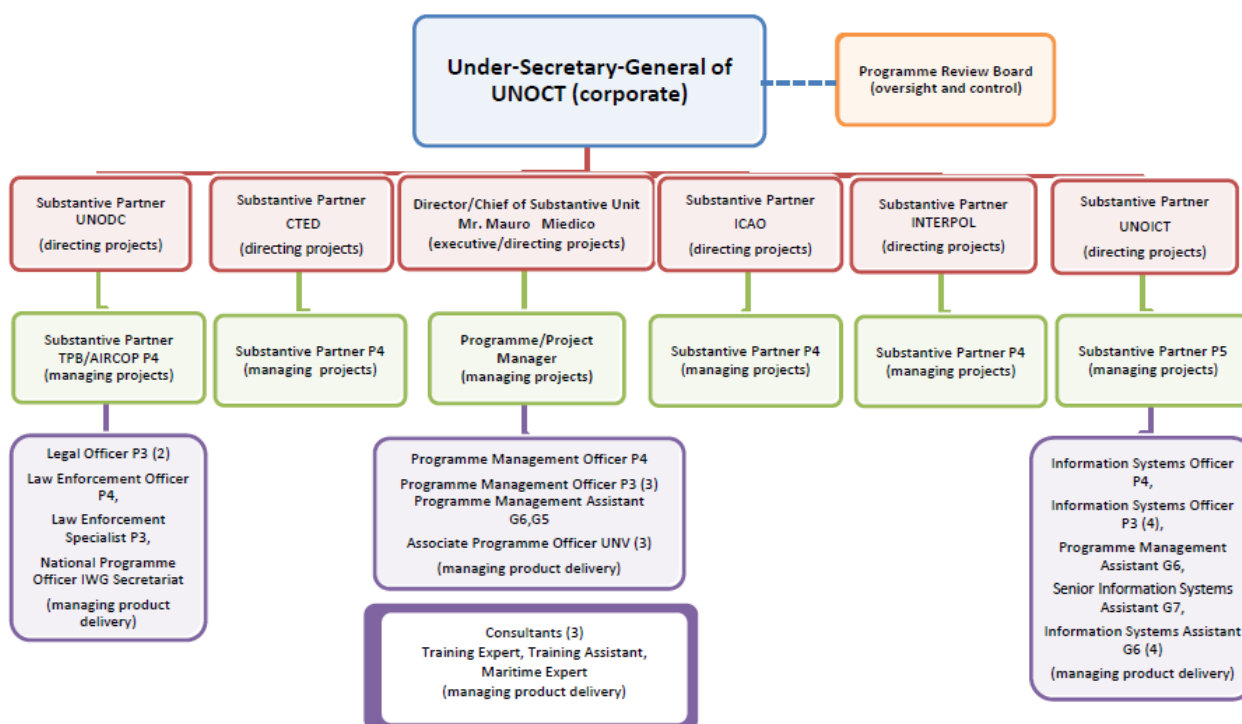 Under-Secretary-General of
UNOCT (corporate)
Programme Review Board
(oversight and control)
Substantive Partner
UNODC
(directing projects)
Substantive Partner
CTED
(directing projects)
Director/Chief of Substantive Unit
Mr. Mauro Miedico
(executive/directing projects)
Substantive Partner
ICAO
(directing projects)
Substantive Partner
INTERPOL
(directing projects)
Substantive Partner
UNOICT
(directing projects)
Substantive Partner
TPB/AIRCOP P4
(managing projects)
Substantive Partner P4
(managing projects)
Programme/Project
Manager
(managing projects)
Substantive Partner P4
(managing projects)
Substantive Partner P4
(managing projects)
Substantive Partner P5
(managing projects)
Legal Officer P3 (2)
Law Enforcement Officer
P4,
Law Enforcement
Specialist P3,
National Programme
Officer IWG Secretariat
(managing product
delivery)
Programme Management Officer P4
Programme Management Officer P3 (3)
Programme Management Assistant
G6,G5
Associate Programme Officer UNV (3)
(managing product delivery)
Consultants (3)
Training Expert, Training Assistant,
Maritime Expert
(managing product delivery)
Information Systems Officer
P4,
Information Systems Officer
P3 (4),
Programme Management
Assistant G6,
Senior Information Systems
Assistant G7,
Information Systems Assistant
G6 (4)
(managing product delivery)